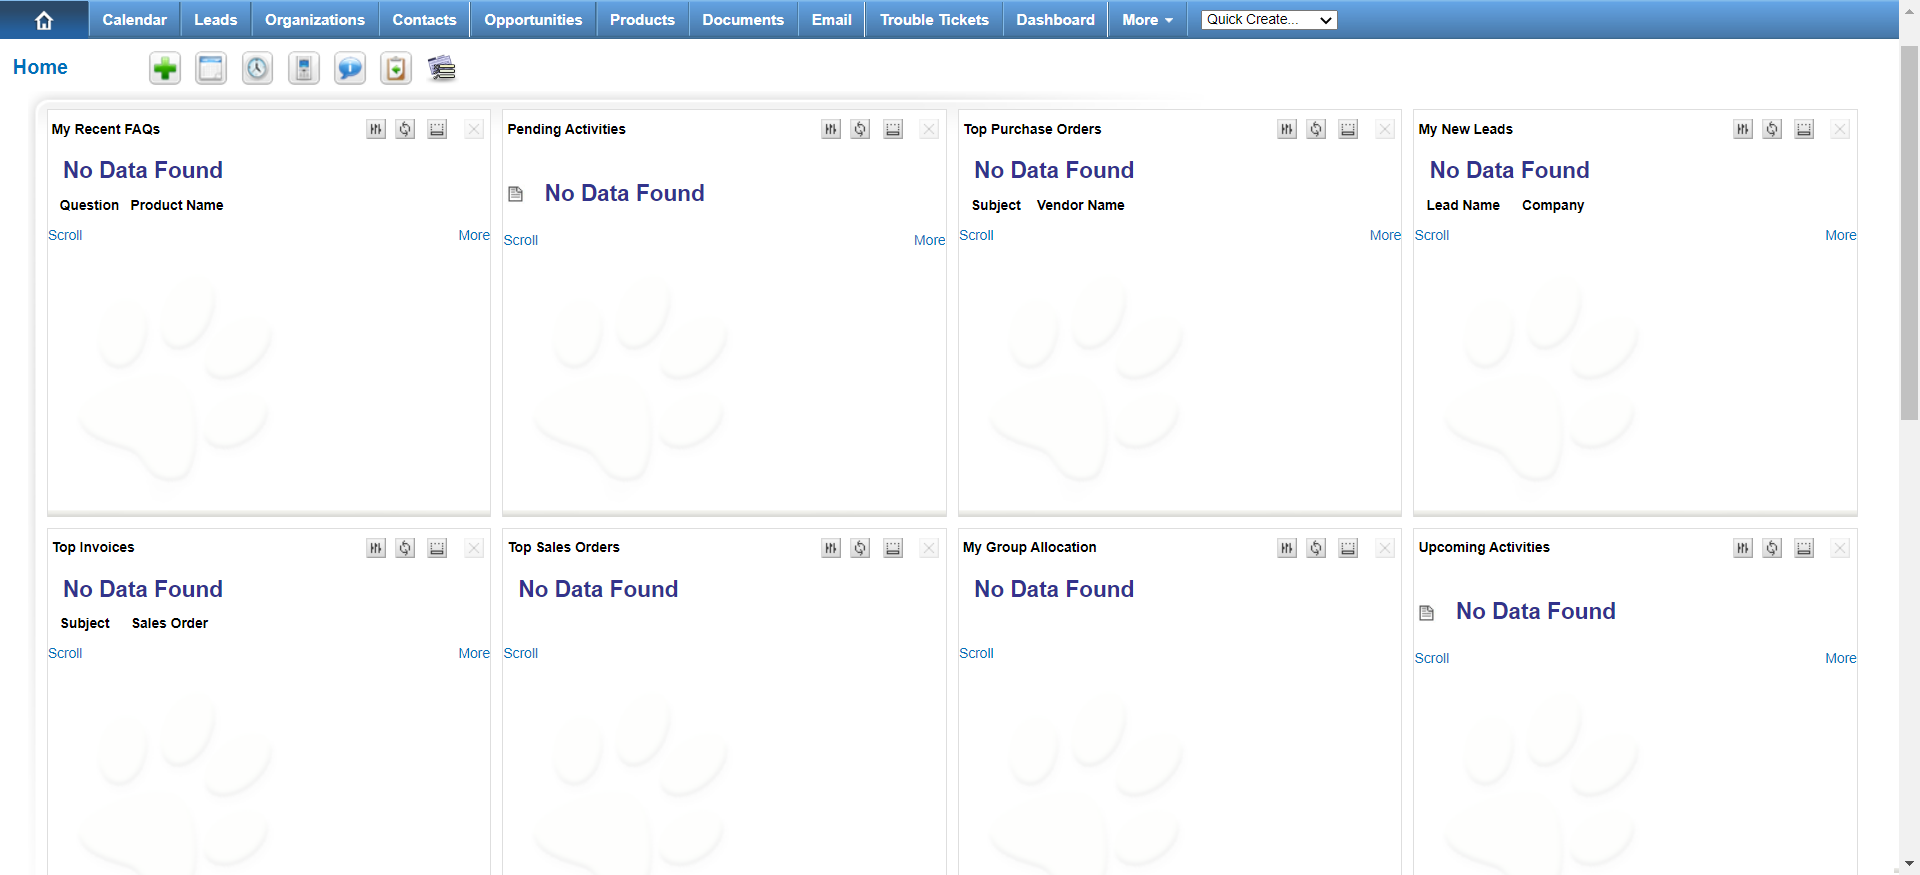 Calendar Leads Organizations Contacts Opportunities Products Documents Email Trouble Tickets Dashboard More Quick Create...
Home
My Recent FAQs
No Data Found
Question Product Name
Scroll More
Pending Activities
No Data Found
Scroll More
Top Purchase Orders
No Data Found
Subject Vendor Name
Scroll More
My New Leads
No Data Found
Lead Name Company
Scroll More
Top Invoices
No Data Found
Subject Sales Order
Scroll More
Top Sales Orders
No Data Found
Scroll
My Group Allocation
No Data Found
Scroll
Upcoming Activities
No Data Found
Scroll More